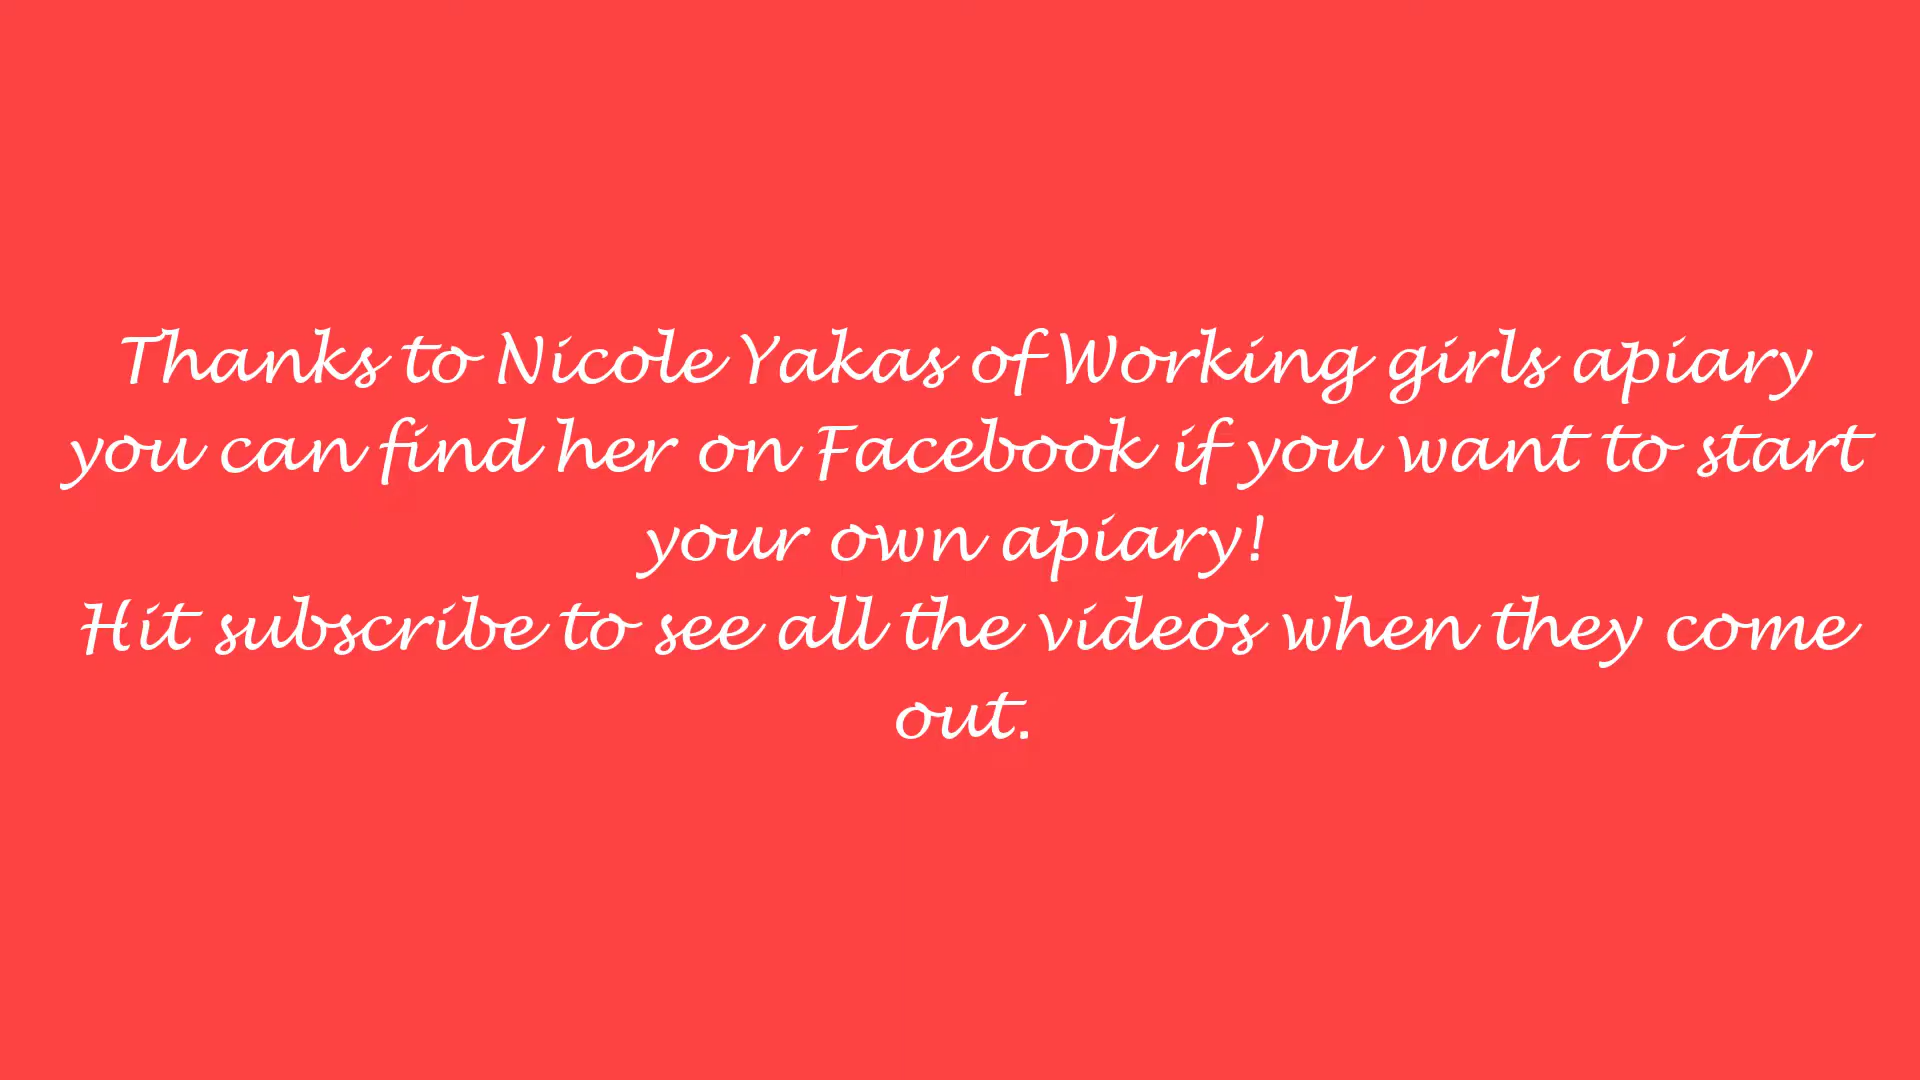 Thanks to Nicole Yakas of Working girls apiary
you can find her on Facebook if you want to start
your own apiary!
Hit subscribe to see all the videos when they come
out.